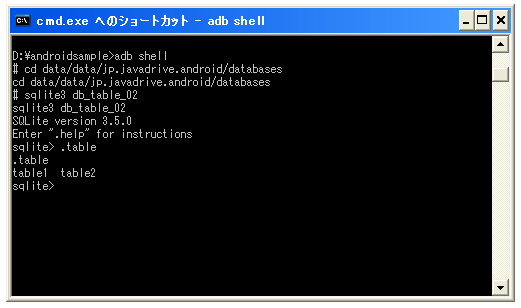 cmd.exe へのショートカット - adb shell
D:¥androidsample>adb shell
# cd data/data/jp.javadrive.android/databases
cd data/data/jp.javadrive.android/databases
# sqlite3 db_table_02
sqlite3 db_table_02
SQLite version 3.5.0
Enter ".help" for instructions
sqlite> .table
.table
table1  table2
sqlite>